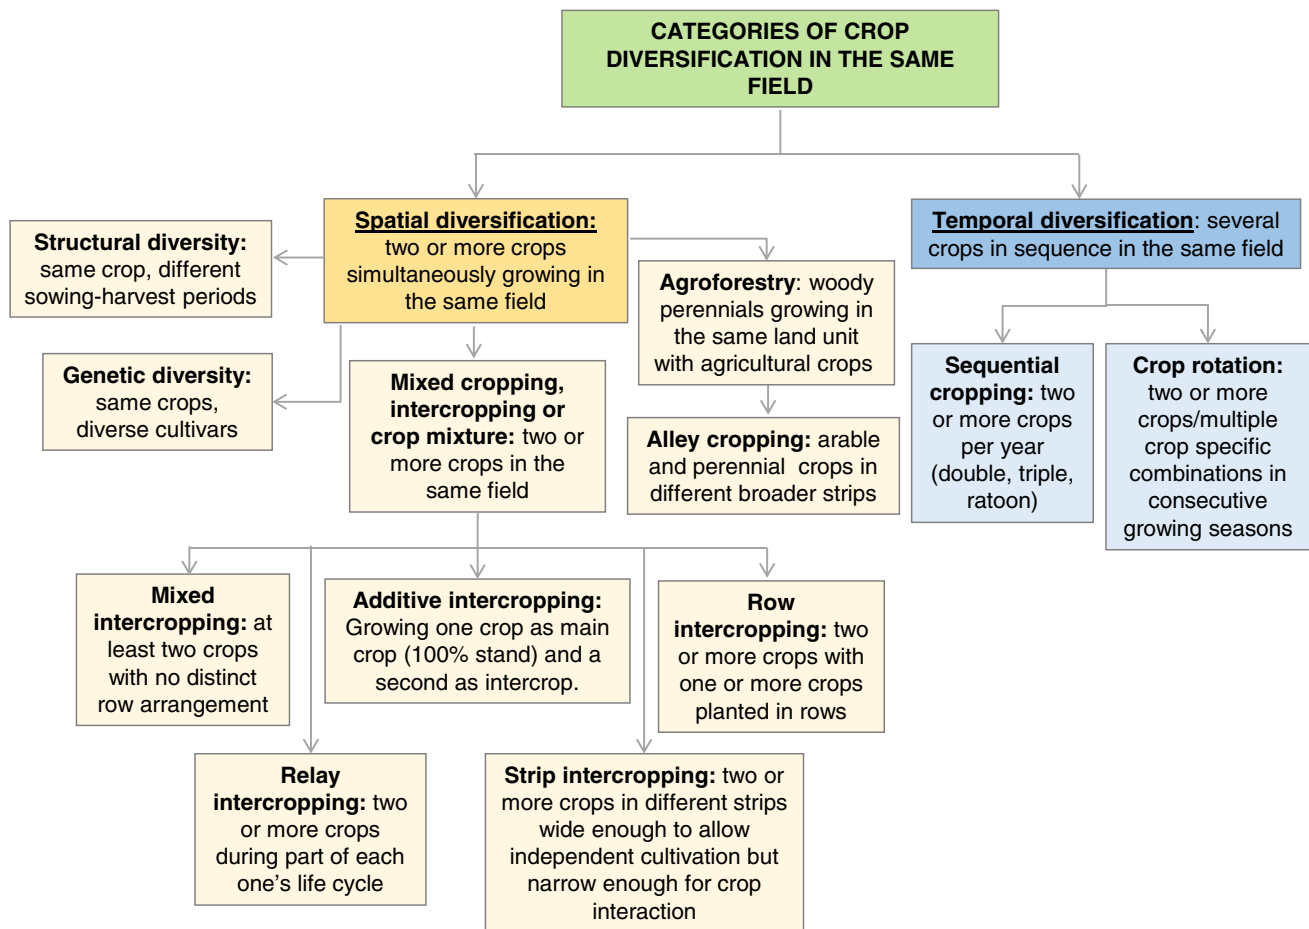 CATEGORIES OF CROP
DIVERSIFICATION IN THE SAME
FIELD
Spatial diversification:
two or more crops
simultaneously growing in
the same field
Temporal diversification: several
crops in sequence in the same field
Structural diversity:
same crop, different
sowing-harvest periods
Genetic diversity:
same crops,
diverse cultivars
Mixed cropping,
intercropping or
crop mixture: two or
more crops in the
same field
Agroforestry: woody
perennials growing in
the same land unit
with agricultural crops
Alley cropping: arable
and perennial crops in
different broader strips
Sequential
cropping: two
or more crops
per year
(double, triple,
ratoon)
Crop rotation:
two or more
crops/multiple
crop specific
combinations in
consecutive
growing seasons
Mixed
intercropping: at
least two crops
with no distinct
row arrangement
Additive intercropping:
Growing one crop as main
crop (100% stand) and a
second as intercrop.
Row
intercropping: two
or more crops with
one or more crops
planted in rows
Relay
intercropping: two
or more crops
during part of each
one's life cycle
Strip intercropping: two or
more crops in different strips
wide enough to allow
independent cultivation but
narrow enough for crop
interaction